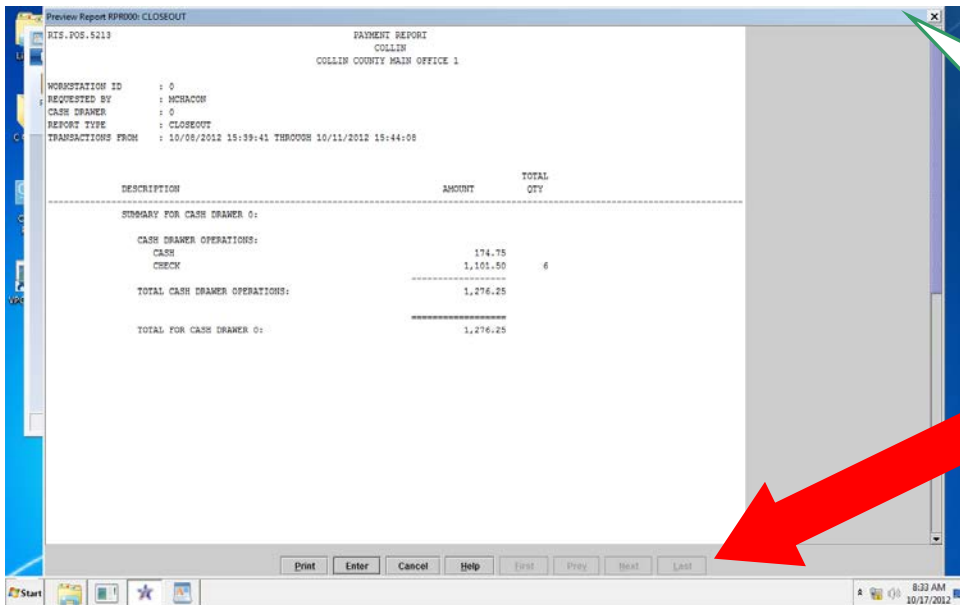 Preview Report RPR000: CLOSEOUT
RTS.POS.5213 PAYMENT REPORT
COLLIN
COLLIN COUNTY MAIN OFFICE 1
WORKSTATION ID : 0
REQUESTED BY : MCHACON
CASH DRAWER : 0
REPORT TYPE : CLOSEOUT
TRANSACTIONS FROM : 10/08/2012 15:39:41 THROUGH 10/11/2012 15:44:08
TOTAL
DESCRIPTION AMOUNT QTY
SUMMARY FOR CASH DRAWER 0:
CASH DRAWER OPERATIONS:
CASH 174.75
CHECK 1,101.50 6
TOTAL CASH DRAWER OPERATIONS: 1,276.25
TOTAL FOR CASH DRAWER 0: 1,276.25
Print Enter Cancel Help First Prev Next Last
Start 8:33 AM
10/17/2012